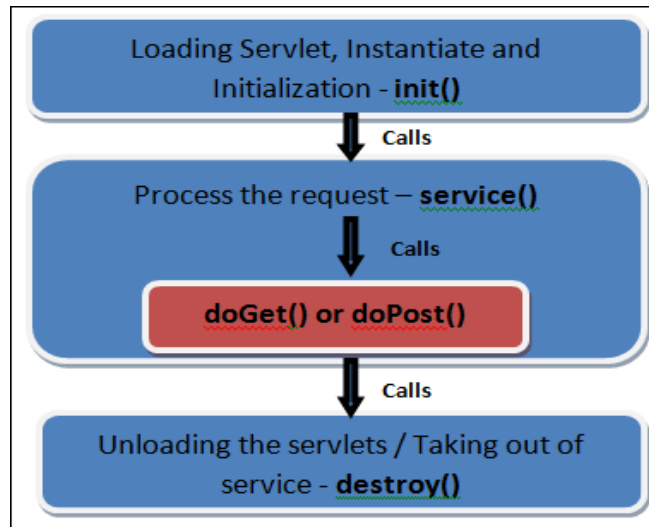 Loading Servlet, Instantiate and
Initialization - init()
Calls
Process the request – service()
Calls
doGet() or doPost()
Calls
Unloading the servlets / Taking out of
service - destroy()